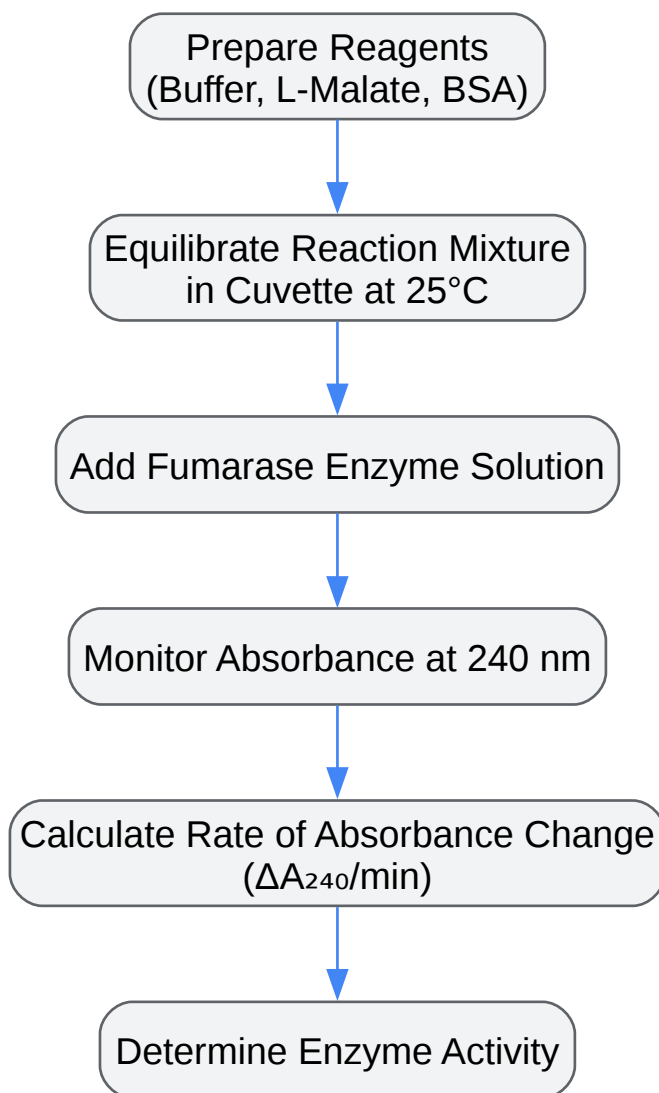 Prepare Reagents
(Buffer, L-Malate, BSA)
Equilibrate Reaction Mixture
in Cuvette at 25°C
Add Fumarase Enzyme Solution
Monitor Absorbance at 240 nm
Calculate Rate of Absorbance Change
(ΔA₂₄₀/min)
Determine Enzyme Activity